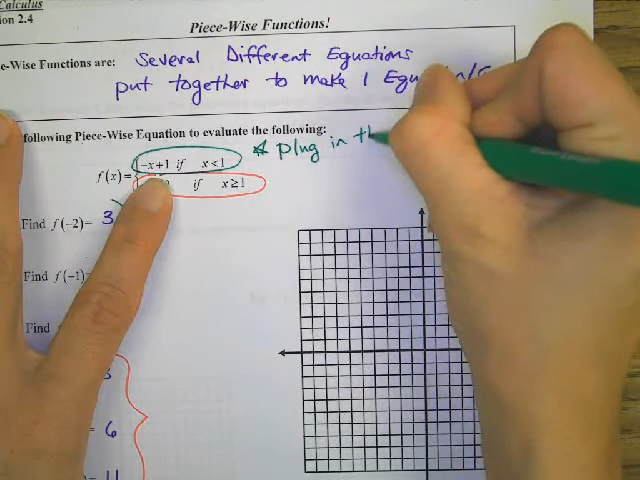 Calculus
ion 2.4
Piece-Wise Functions!
e-Wise Functions are: Several Different Equations
put together to make 1
following Piece-Wise Equation to evaluate the following:
plug in th
f(x)= -x+1 if x<1
if x≥1
Find f(-2)= 3
Find f(-1)=
Find
3
= 6
= 11